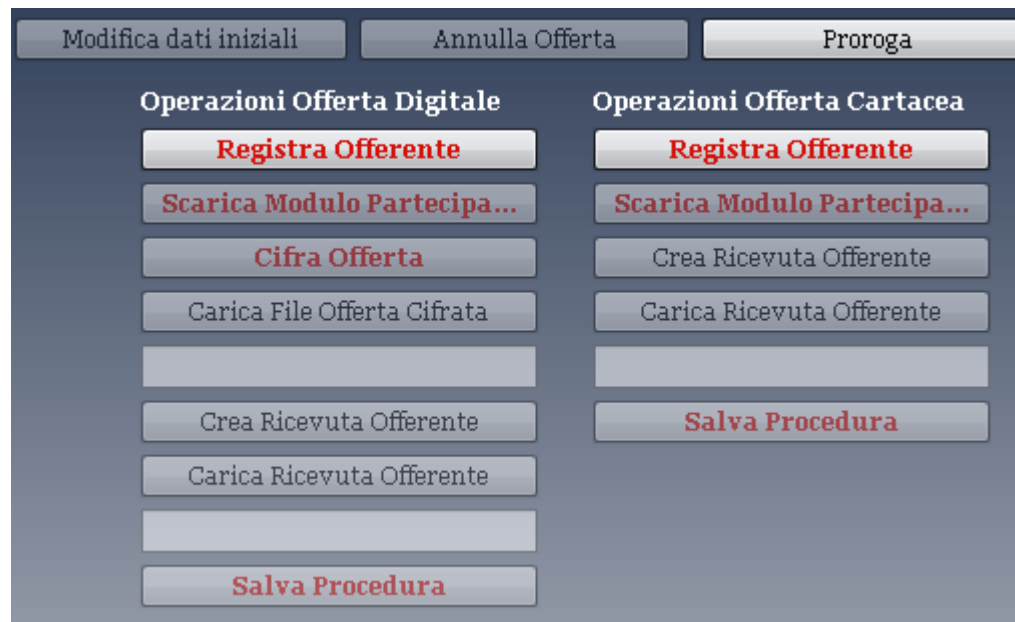 Modifica dati iniziali
Annulla Offerta
Proroga
Operazioni Offerta Digitale
Registra Offerente
Scarica Modulo Partecipa...
Cifra Offerta
Carica File Offerta Cifrata
Crea Ricevuta Offerente
Carica Ricevuta Offerente
Salva Procedura
Operazioni Offerta Cartacea
Registra Offerente
Scarica Modulo Partecipa...
Crea Ricevuta Offerente
Carica Ricevuta Offerente
Salva Procedura